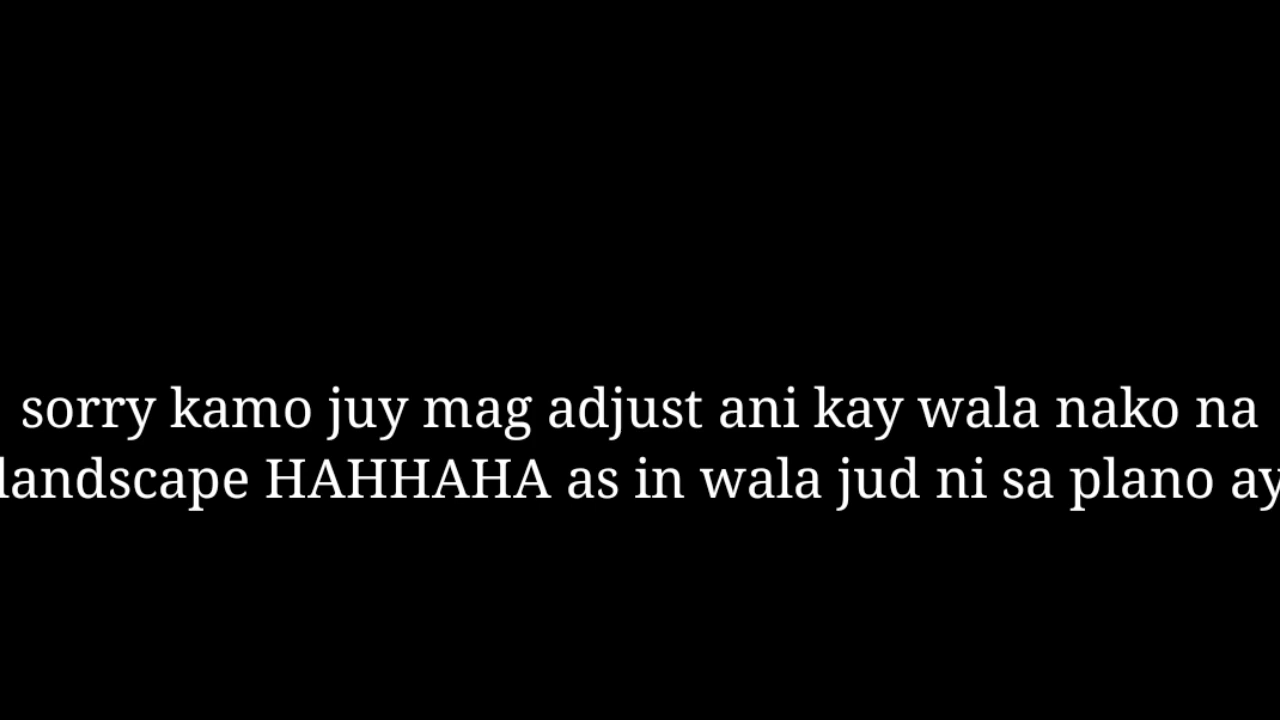 sorry kamo juy mag adjust ani kay wala nako na
landscape HAHHAHA as in wala jud ni sa plano ay